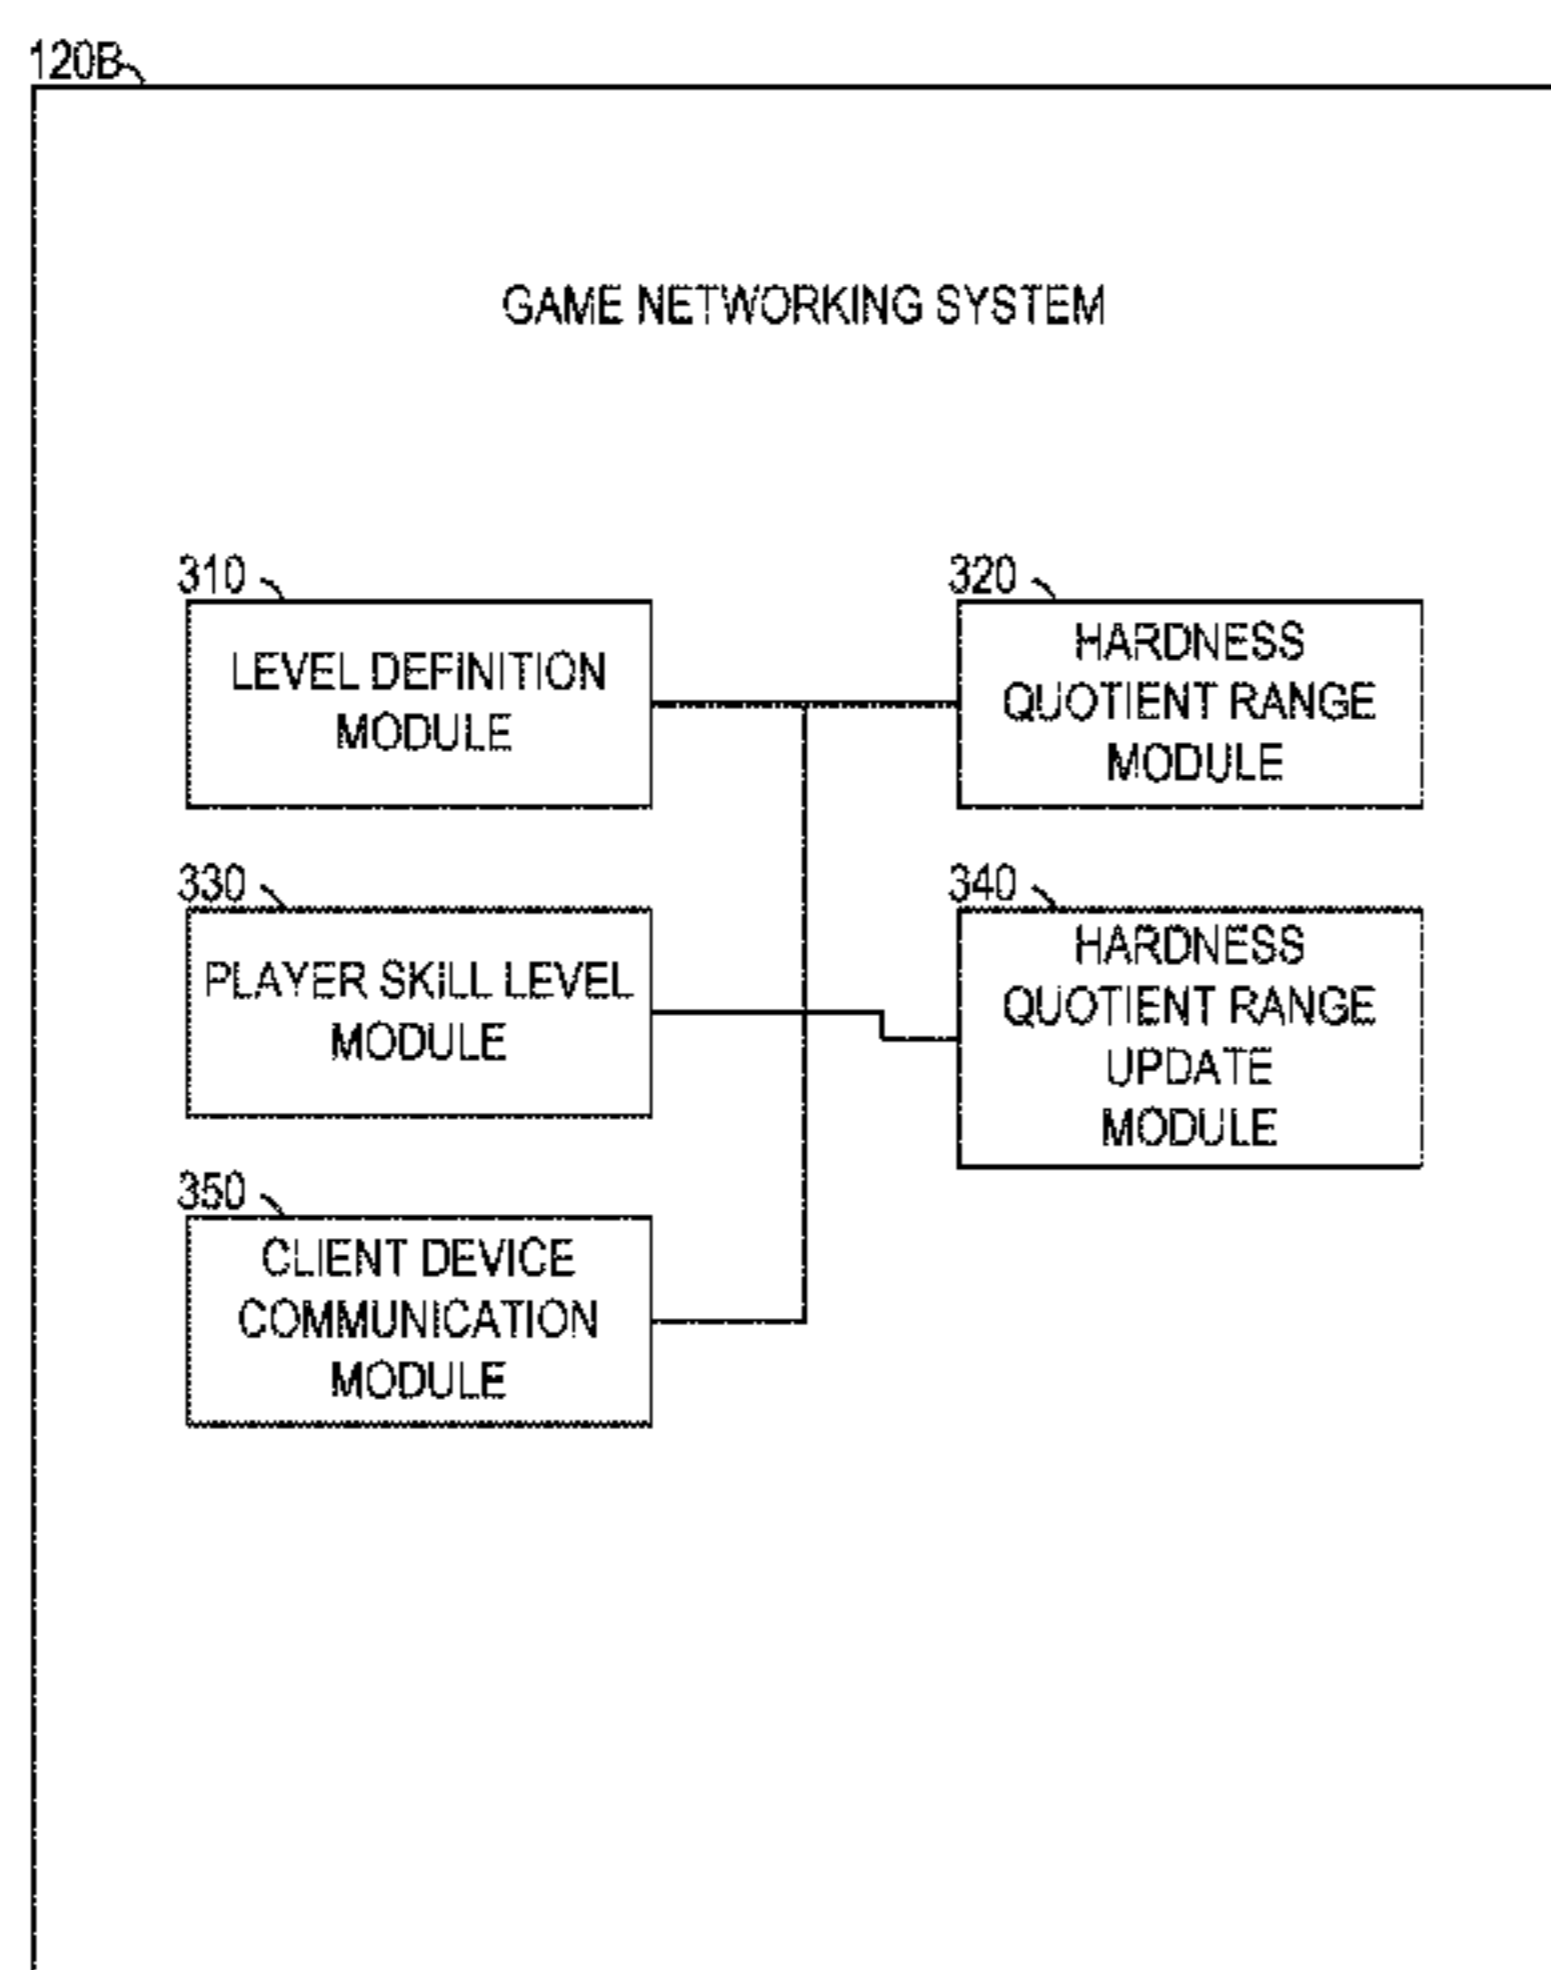 120B
GAME NETWORKING SYSTEM
310
LEVEL DEFINITION
MODULE
320
HARDNESS
QUOTIENT RANGE
MODULE
330
PLAYER SKILL LEVEL
MODULE
340
HARDNESS
QUOTIENT RANGE
UPDATE
MODULE
350
CLIENT DEVICE
COMMUNICATION
MODULE